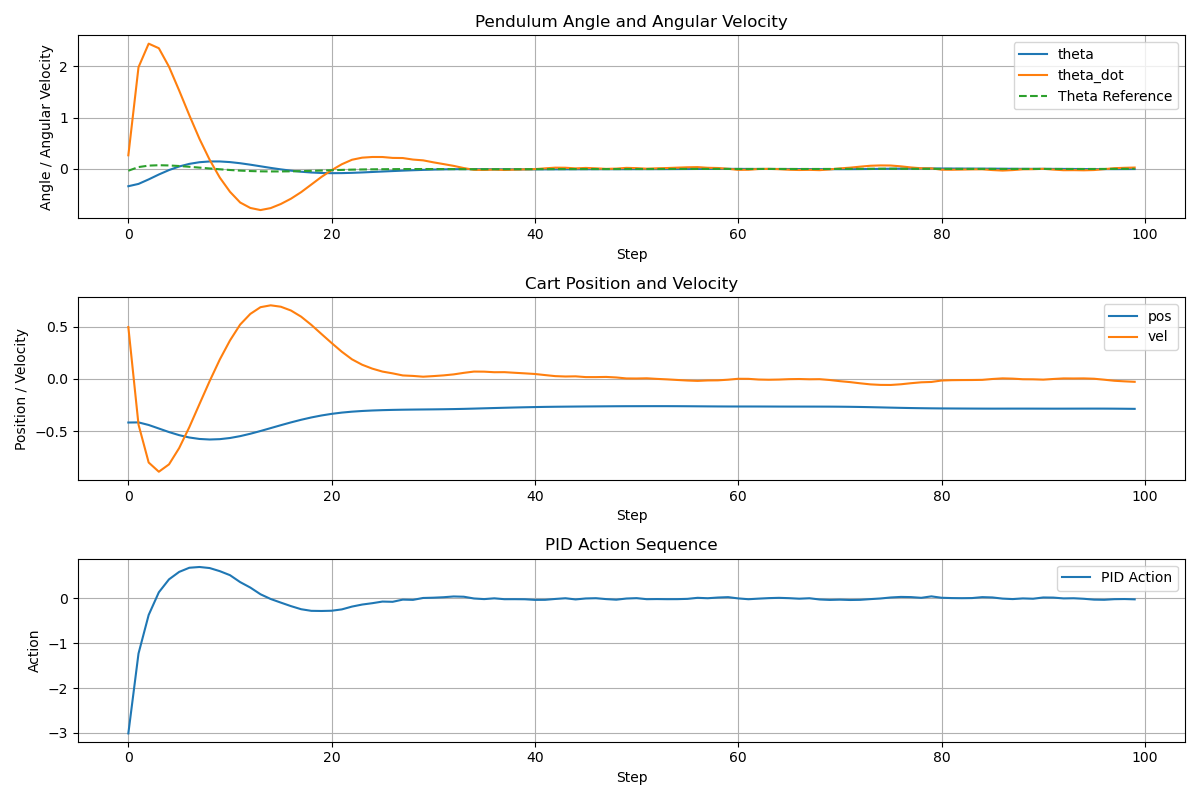 Pendulum Angle and Angular Velocity
Angle / Angular Velocity
2
1
0
theta
theta_dot
Theta Reference
0 20 40 60 80 100
Step
Cart Position and Velocity
Position / Velocity
0.5
0.0
−0.5
pos
vel
0 20 40 60 80 100
Step
PID Action Sequence
Action
0
−1
−2
−3
PID Action
0 20 40 60 80 100
Step